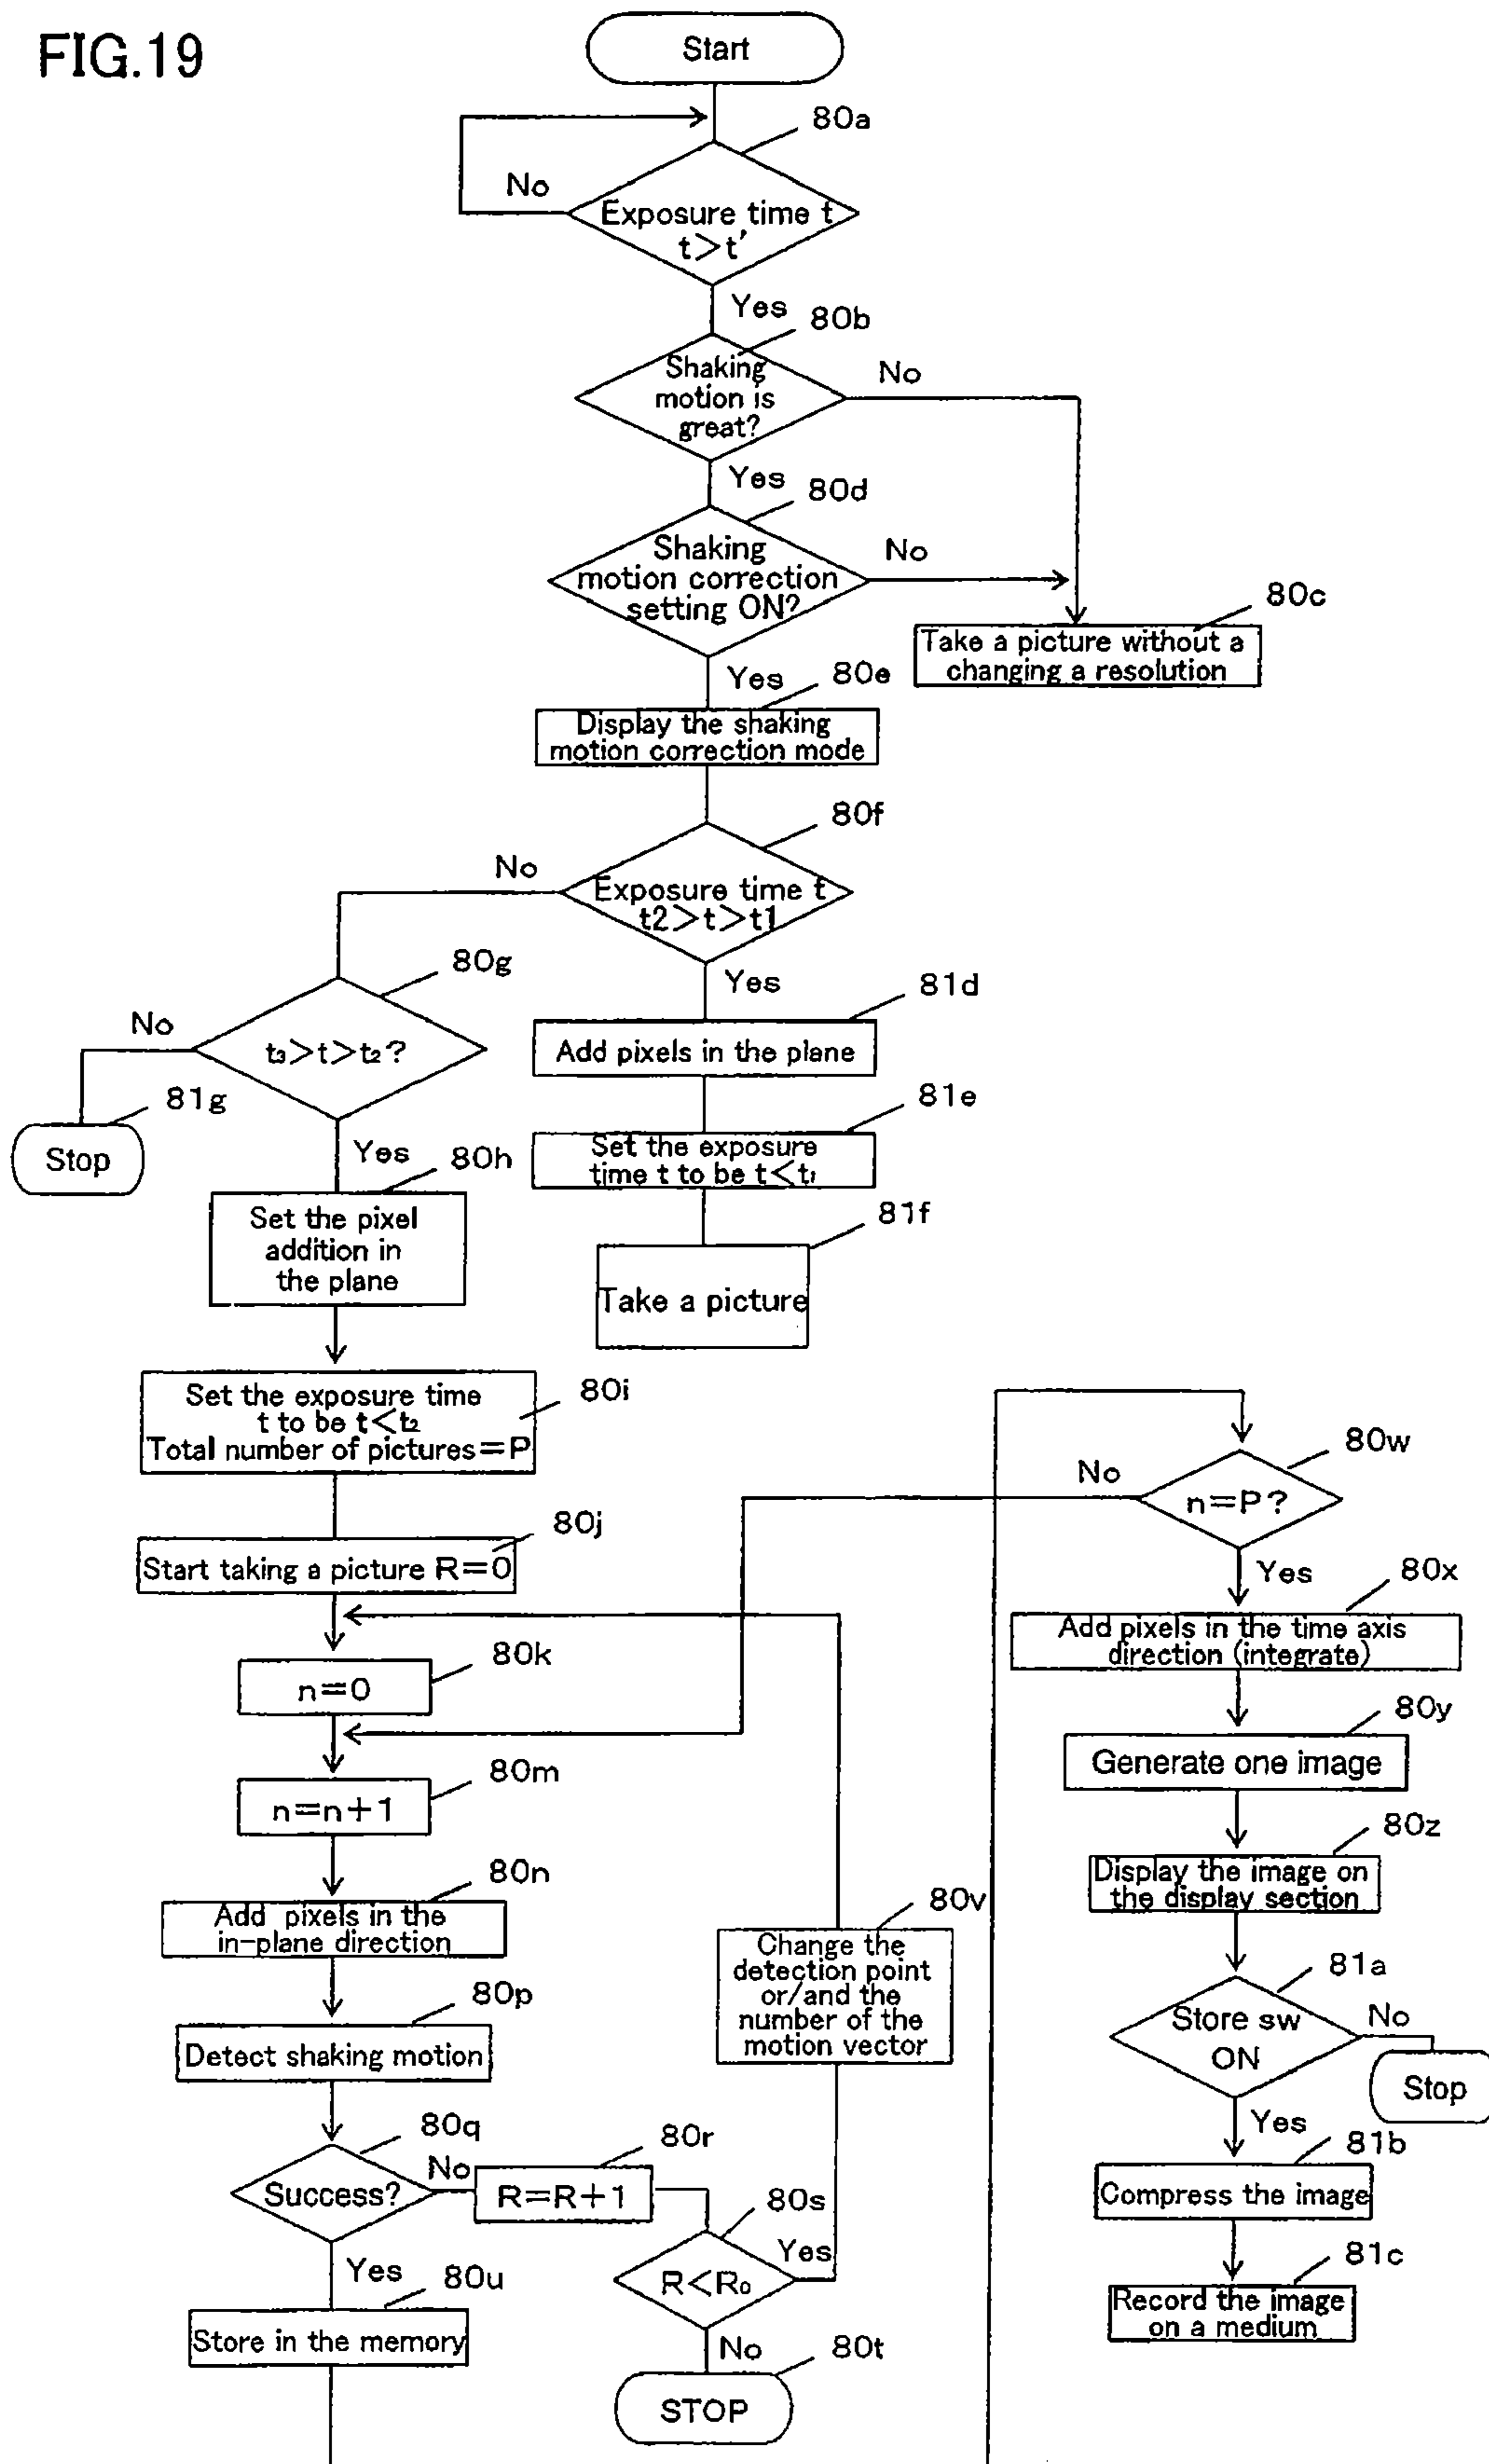 FIG.19
Start
80a
No
Exposure time t
t>t'
Yes
80b
Shaking
motion is
great?
No
Yes
80d
Shaking
motion correction
setting ON?
No
80c
Take a picture without a
changing a resolution
Yes
80e
Display the shaking
motion correction mode
80f
No
Exposure time t
t2>t>t1
80g
Yes
81d
No
t₃>t>t₂?
Add pixels in the plane
81g
81e
Stop
Yes
80h
Set the exposure
time t to be t<t₁
Set the pixel
addition in
the plane
81f
Take a picture
Set the exposure time
t to be t<t₂
Total number of pictures=P
80i
80w
No
n=P?
80j
Start taking a picture R=0
Yes
80x
Add pixels in the time axis
direction (integrate)
80k
n=0
80y
Generate one image
80m
n=n+1
80z
Display the image on
the display section
80n
Add pixels in the
in-plane direction
80v
Change the
detection point
or/and the
number of the
motion vector
81a
Store sw
ON
No
Stop
80p
Detect shaking motion
Yes
80q
80r
81b
Success?
No
R=R+1
Compress the image
80s
Yes
R<R₀
81c
Yes
80u
Record the image
on a medium
Store in the memory
No
80t
STOP